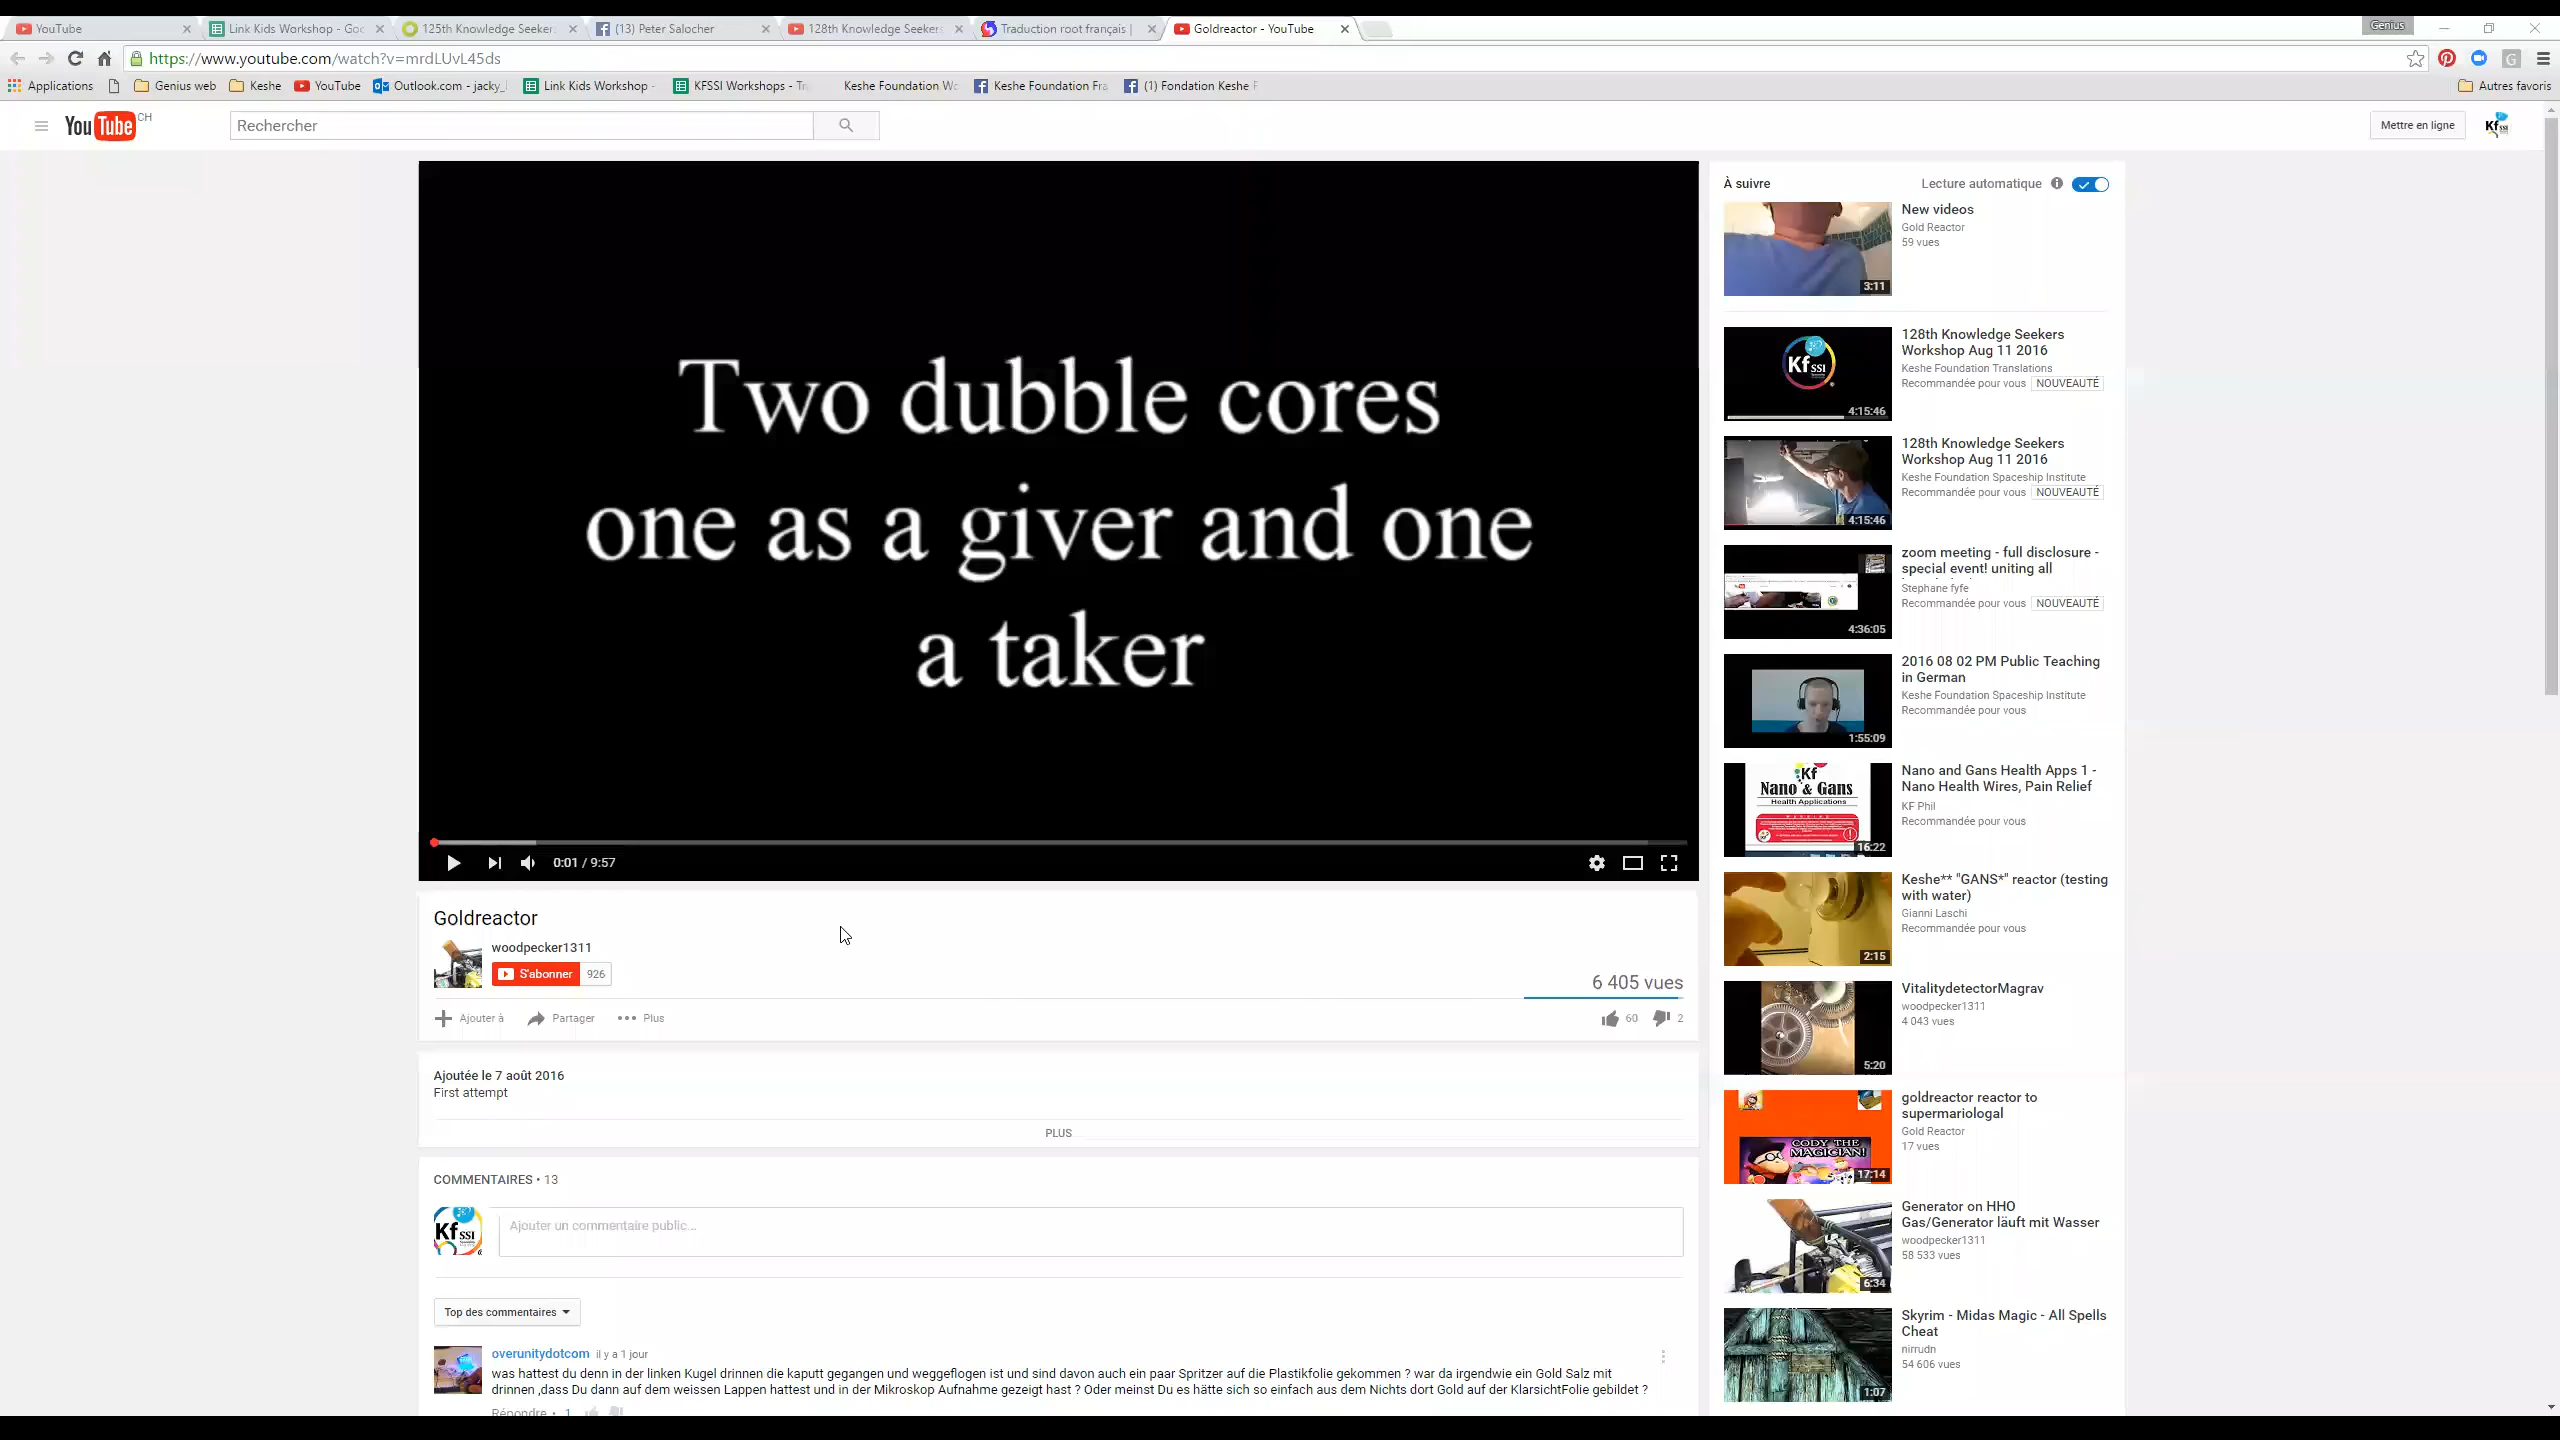 YouTube
Link Kids Workshop - Goo
125th Knowledge Seekers
(13) Peter Salocher
128th Knowledge Seekers
Traduction root français |
Goldreactor - YouTube
Genius
https://www.youtube.com/watch?v=mrdLUvL45ds
Applications
Genius web
Keshe
YouTube
Outlook.com - jacky_
Link Kids Workshop -
KFSSI Workshops - Tr
Keshe Foundation Wo
Keshe Foundation Fra
(1) Fondation Keshe F
Autres favoris
YouTube CH
Rechercher
Mettre en ligne
Kf SSI
Two dubble cores
one as a giver and one
a taker
0:01 / 9:57
Goldreactor
woodpecker1311
S'abonner 926
6 405 vues
Ajouter à
Partager
Plus
60
2
Ajoutée le 7 août 2016
First attempt
PLUS
COMMENTAIRES • 13
Kf SSI
Ajouter un commentaire public...
Top des commentaires
overunitydotcom il y a 1 jour
was hattest du denn in der linken Kugel drinnen die kaputt gegangen und weggeflogen ist und sind davon auch ein paar Spritzer auf die Plastikfolie gekommen ? war da irgendwie ein Gold Salz mit
drinnen ,dass Du dann auf dem weissen Lappen hattest und in der Mikroskop Aufnahme gezeigt hast ? Oder meinst Du es hätte sich so einfach aus dem Nichts dort Gold auf der KlarsichtFolie gebildet ?
Répondre • 1
À suivre
Lecture automatique
New videos
Gold Reactor
59 vues
3:11
128th Knowledge Seekers
Workshop Aug 11 2016
Keshe Foundation Translations
Recommandée pour vous NOUVEAUTÉ
Kf SSI
4:15:46
128th Knowledge Seekers
Workshop Aug 11 2016
Keshe Foundation Spaceship Institute
Recommandée pour vous NOUVEAUTÉ
4:15:46
zoom meeting - full disclosure -
special event! uniting all
Stephane fyfe
Recommandée pour vous NOUVEAUTÉ
4:36:05
2016 08 02 PM Public Teaching
in German
Keshe Foundation Spaceship Institute
Recommandée pour vous
1:55:09
Nano and Gans Health Apps 1 -
Nano Health Wires, Pain Relief
KF Phil
Recommandée pour vous
Kf
Nano & Gans
Health Applications
16:22
Keshe** "GANS*" reactor (testing
with water)
Gianni Laschi
Recommandée pour vous
2:15
VitalitydetectorMagrav
woodpecker1311
4 043 vues
5:20
goldreactor reactor to
supermariologal
Gold Reactor
17 vues
CODY THE
MAGICIAN!
17:14
Generator on HHO
Gas/Generator läuft mit Wasser
woodpecker1311
58 533 vues
6:34
Skyrim - Midas Magic - All Spells
Cheat
nirrudn
54 606 vues
1:07